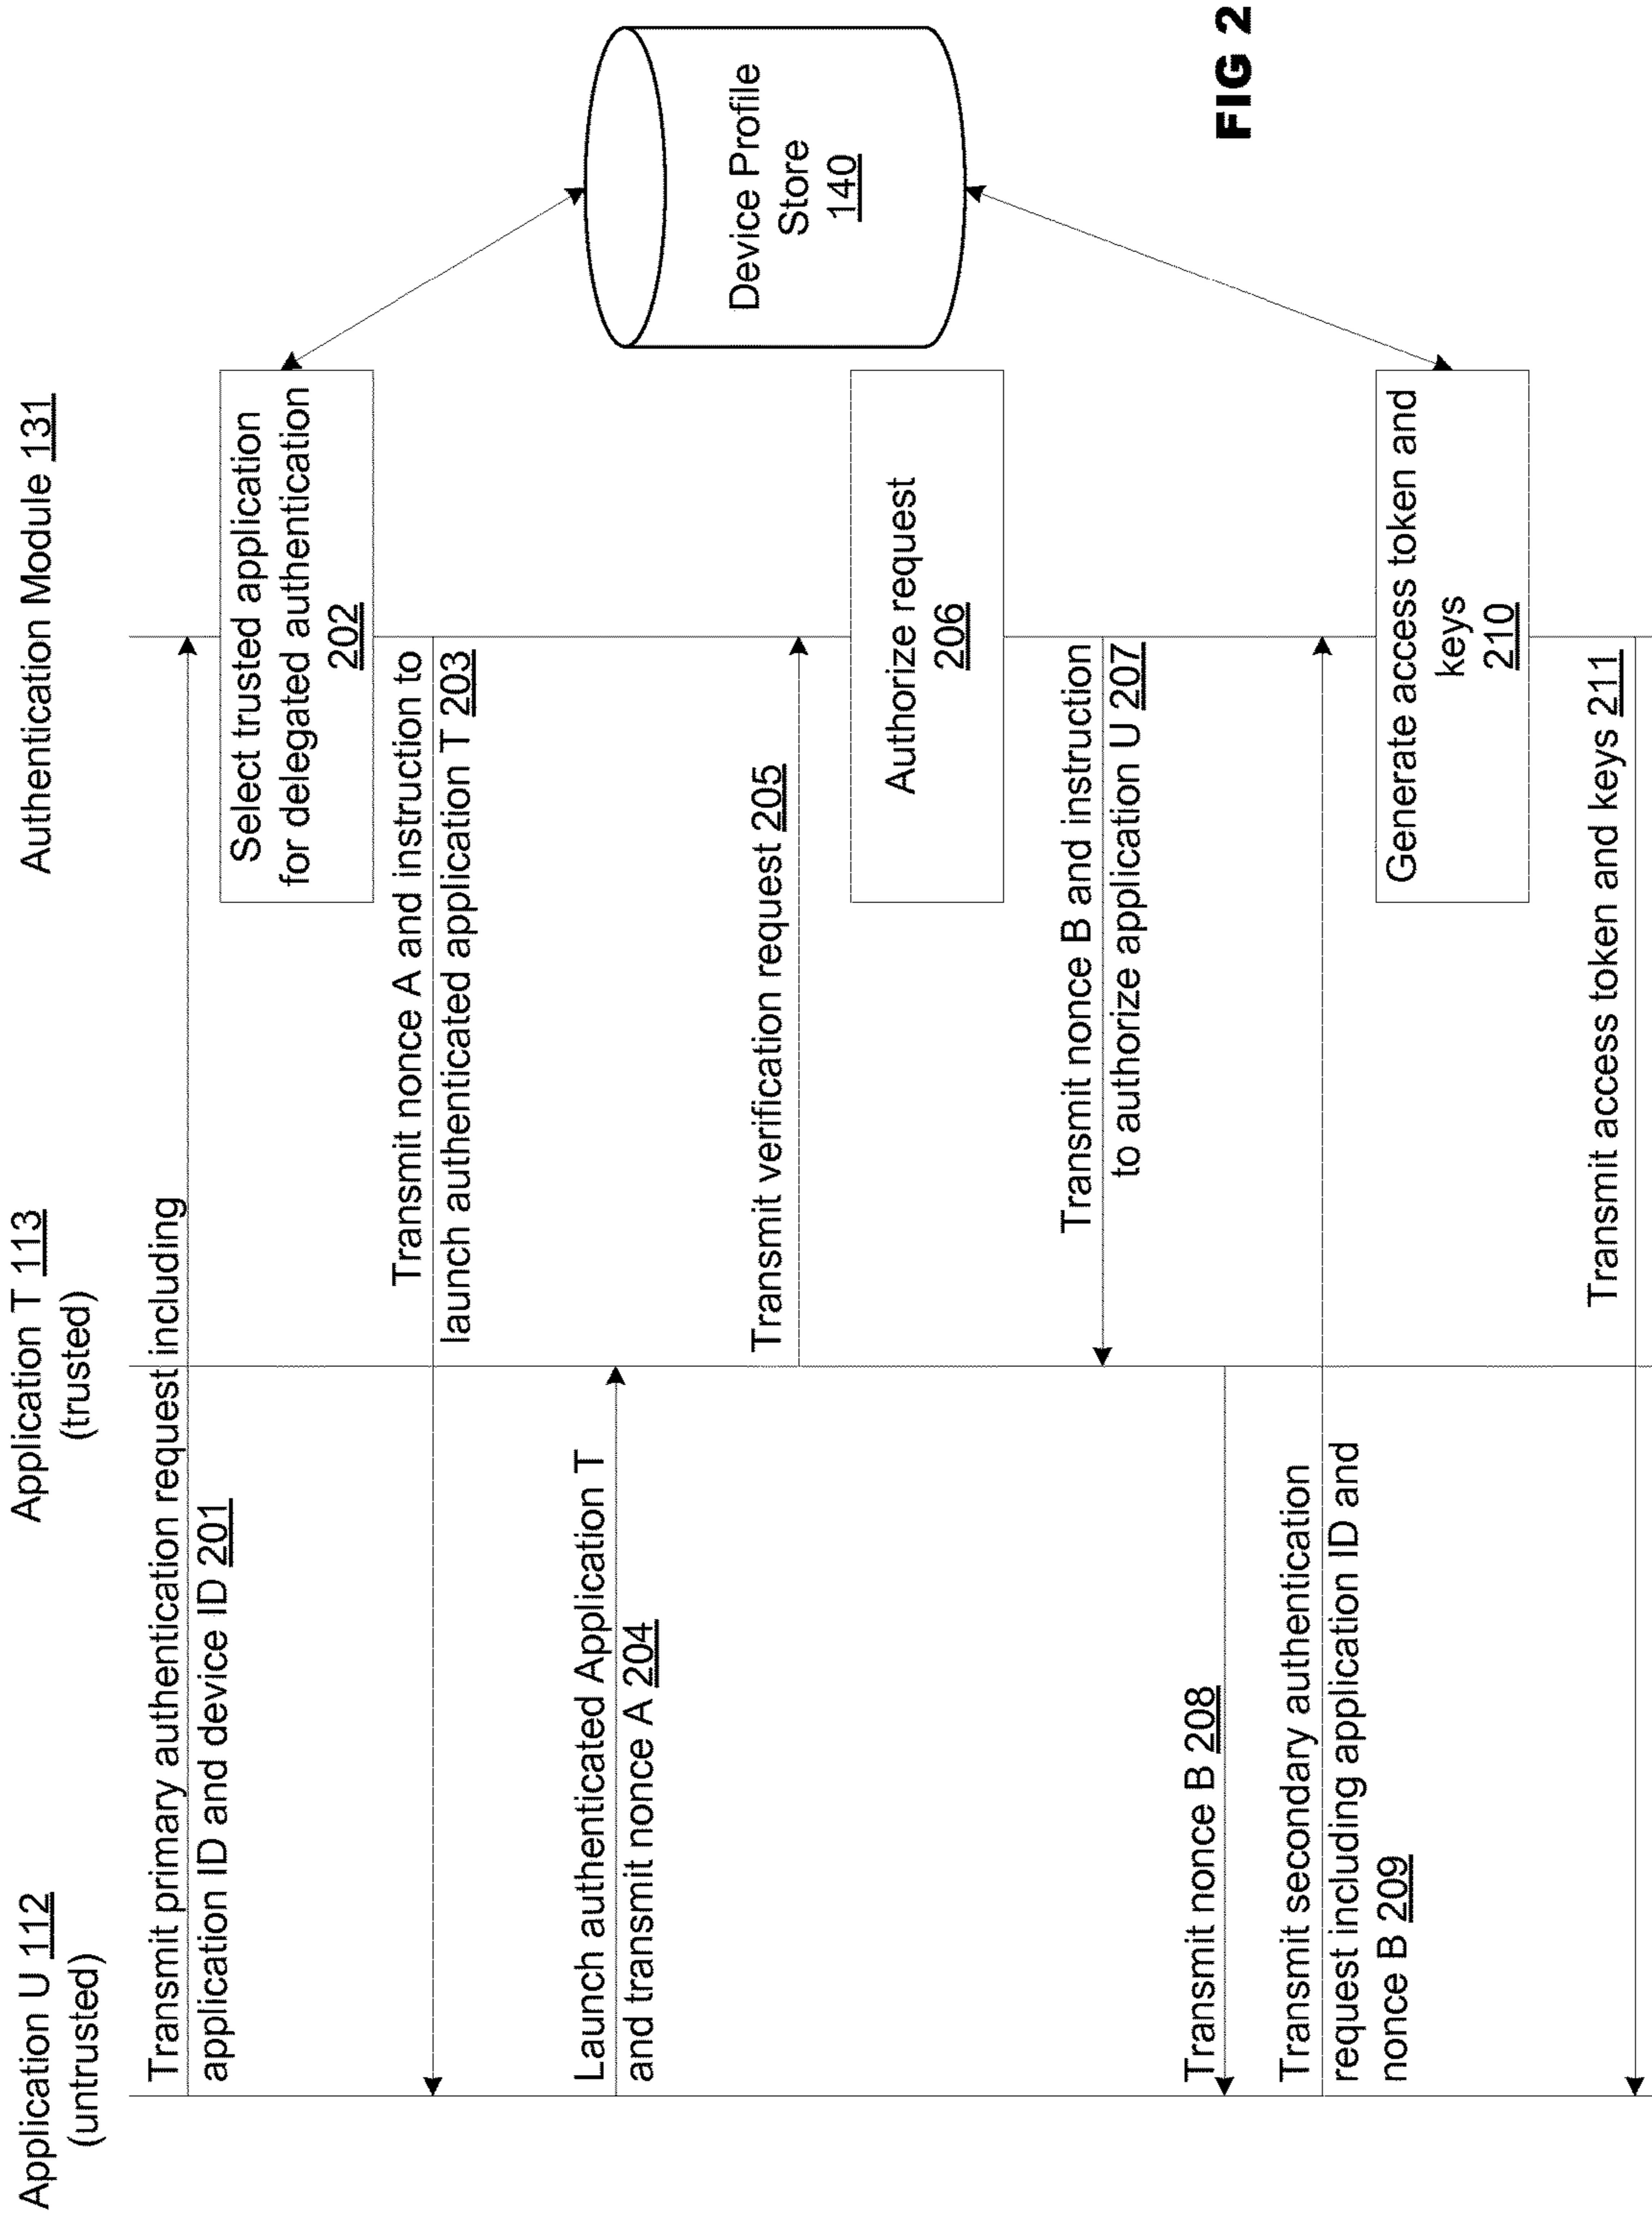 Application U 112
(untrusted)
Application T 113
(trusted)
Authentication Module 131
Transmit primary authentication request including
application ID and device ID 201
Select trusted application
for delegated authentication
202
Transmit nonce A and instruction to
launch authenticated application T 203
Launch authenticated Application T
and transmit nonce A 204
Device Profile
Store
140
Transmit verification request 205
Authorize request
206
Transmit nonce B and instruction
to authorize application U 207
Transmit nonce B 208
Transmit secondary authentication
request including application ID and
nonce B 209
Generate access token and
keys
210
Transmit access token and keys 211
FIG 2